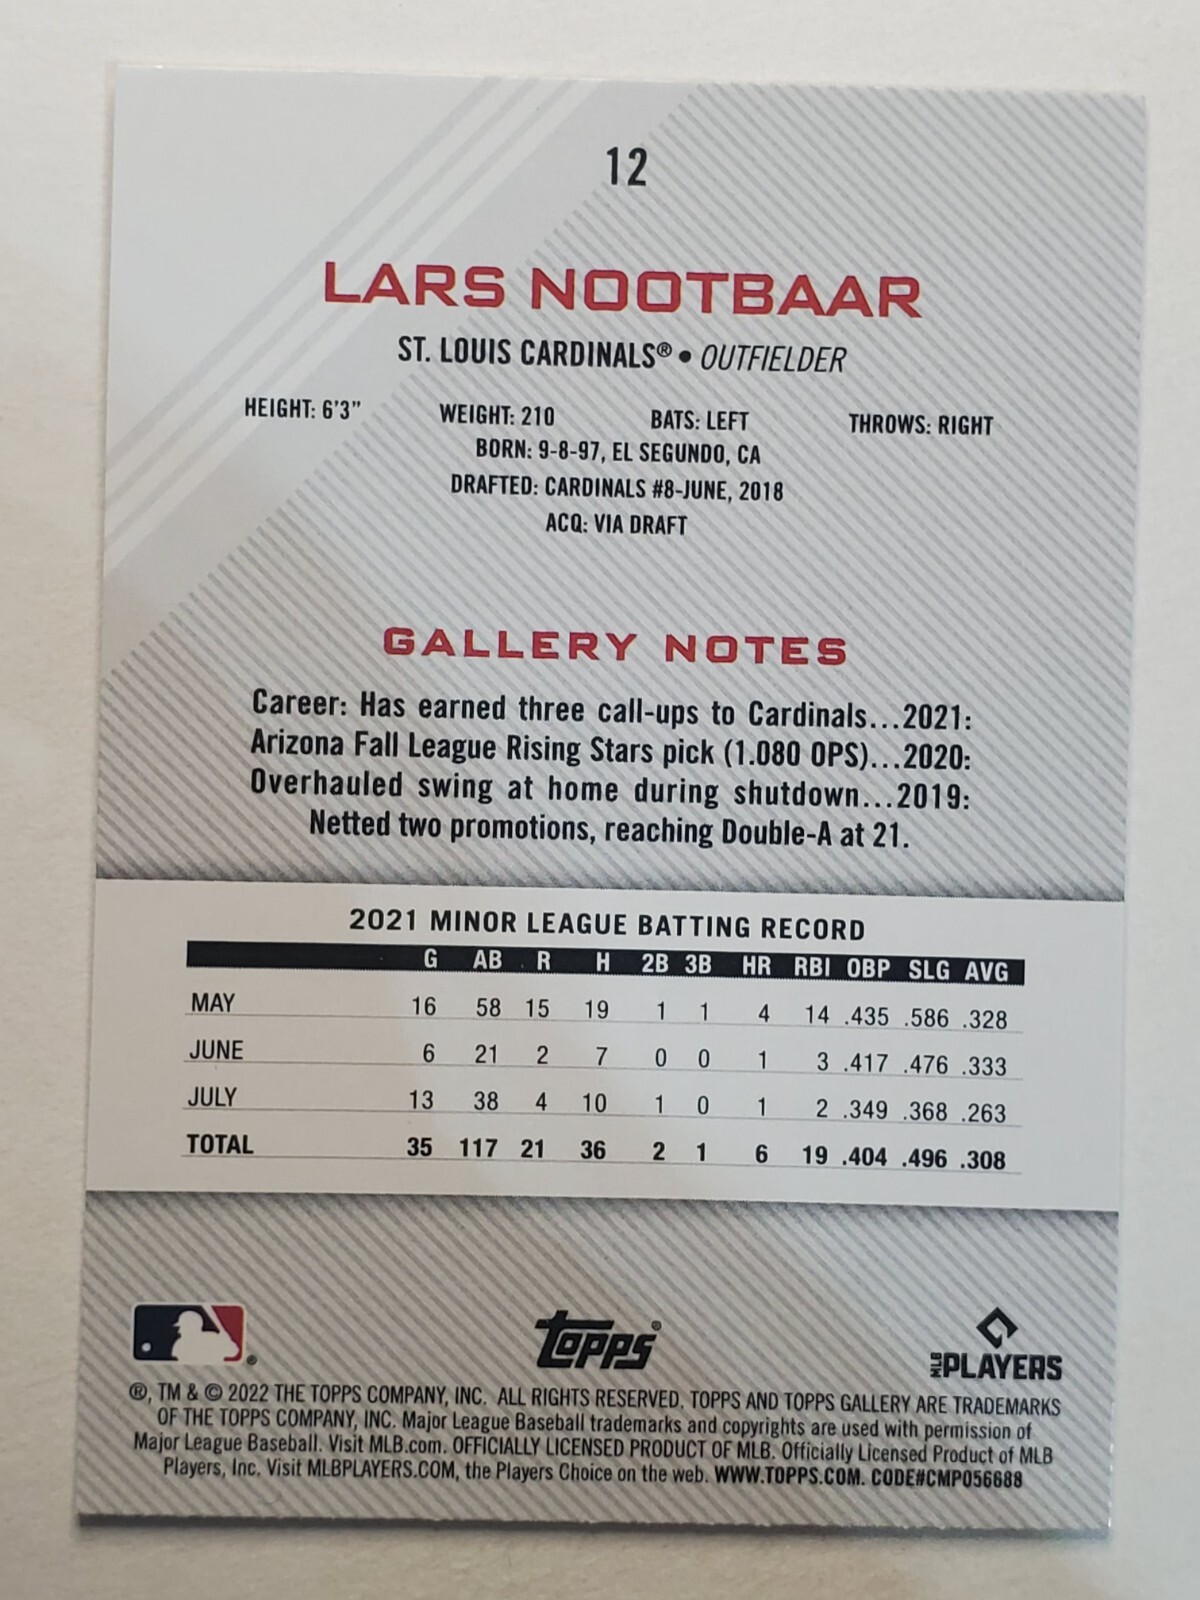 12
LARS NOOTBAAR
ST. LOUIS CARDINALS® • OUTFIELDER
HEIGHT: 6'3" WEIGHT: 210 BATS: LEFT THROWS: RIGHT
BORN: 9-8-97, EL SEGUNDO, CA
DRAFTED: CARDINALS #8-JUNE, 2018
ACQ: VIA DRAFT
GALLERY NOTES
Career: Has earned three call-ups to Cardinals...2021:
Arizona Fall League Rising Stars pick (1.080 OPS)...2020:
Overhauled swing at home during shutdown...2019:
Netted two promotions, reaching Double-A at 21.
2021 MINOR LEAGUE BATTING RECORD
G AB R H 2B 3B HR RBI OBP SLG AVG
MAY 16 58 15 19 1 1 4 14 .435 .586 .328
JUNE 6 21 2 7 0 0 1 3 .417 .476 .333
JULY 13 38 4 10 1 0 1 2 .349 .368 .263
TOTAL 35 117 21 36 2 1 6 19 .404 .496 .308
® topps® MLB PLAYERS
®, TM & © 2022 THE TOPPS COMPANY, INC. ALL RIGHTS RESERVED. TOPPS AND TOPPS GALLERY ARE TRADEMARKS
OF THE TOPPS COMPANY, INC. Major League Baseball trademarks and copyrights are used with permission of
Major League Baseball. Visit MLB.com. OFFICIALLY LICENSED PRODUCT OF MLB. Officially Licensed Product of MLB
Players, Inc. Visit MLBPLAYERS.COM, the Players Choice on the web. WWW.TOPPS.COM. CODE#CMP056688